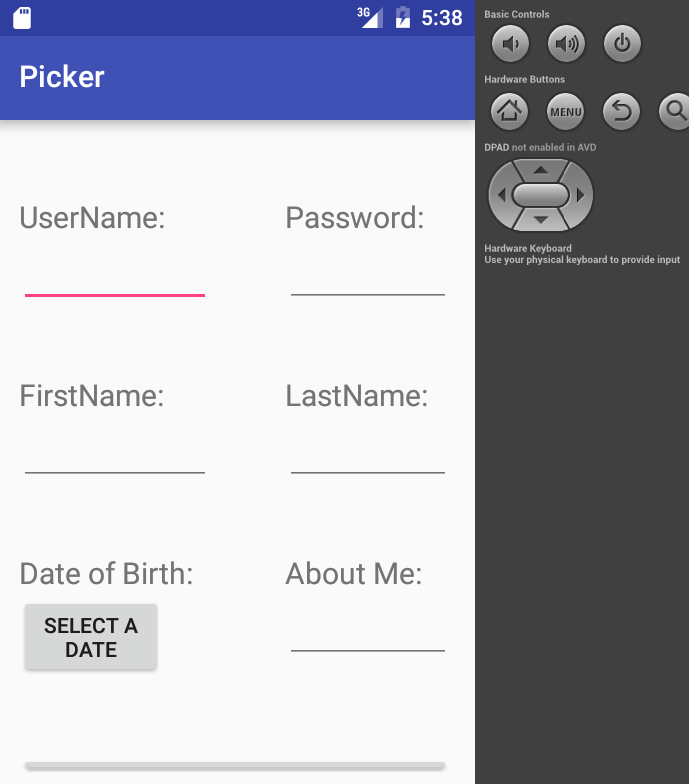 3G 5:38
Picker
UserName: Password:
FirstName: LastName:
Date of Birth: About Me:
SELECT A
DATE
Basic Controls
Hardware Buttons
MENU
DPAD not enabled in AVD
Hardware Keyboard
Use your physical keyboard to provide input